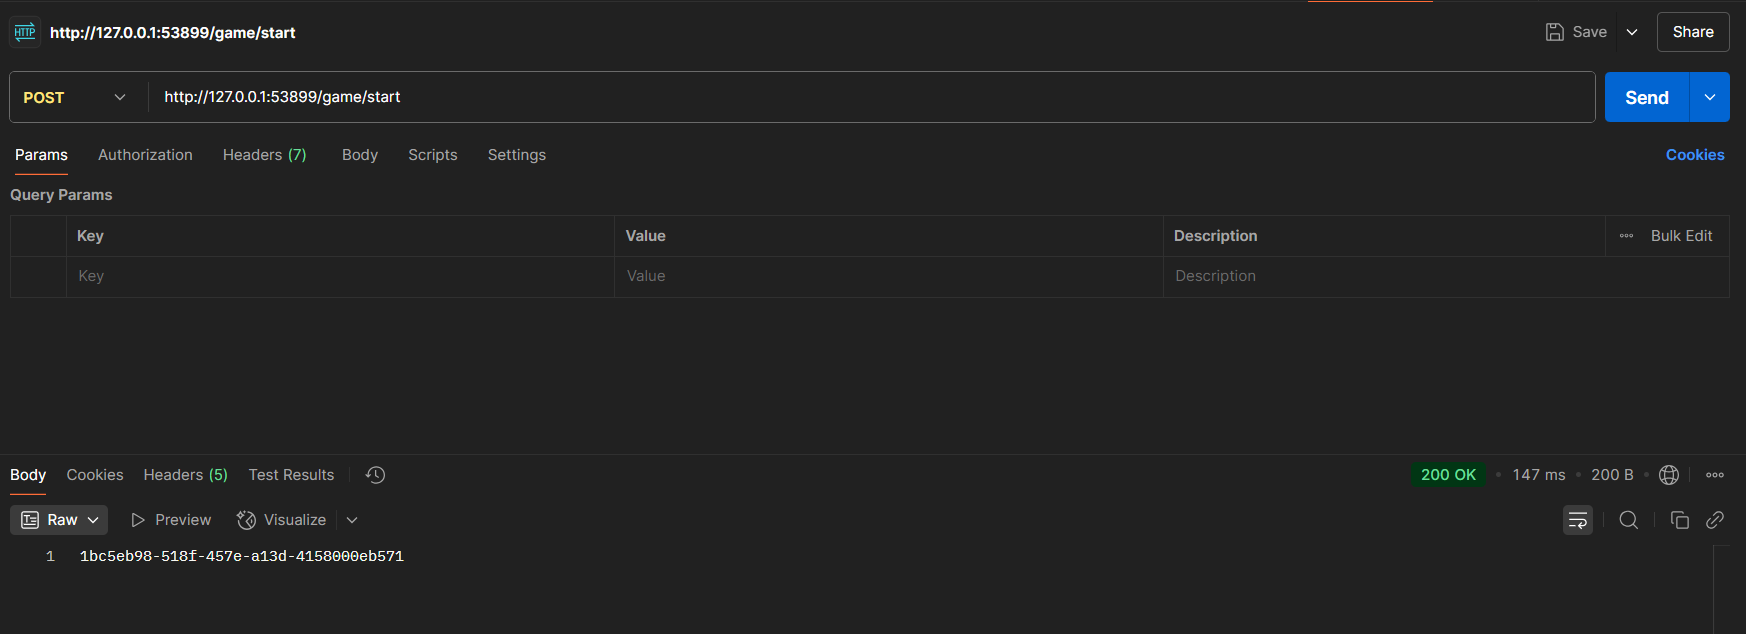 HTTP http://127.0.0.1:53899/game/start Save Share
POST http://127.0.0.1:53899/game/start Send
Params Authorization Headers (7) Body Scripts Settings Cookies
Query Params
Key Value Description Bulk Edit
Key Value Description
Body Cookies Headers (5) Test Results 200 OK • 147 ms • 200 B •
Raw Preview Visualize
1 1bc5eb98-518f-457e-a13d-4158000eb571